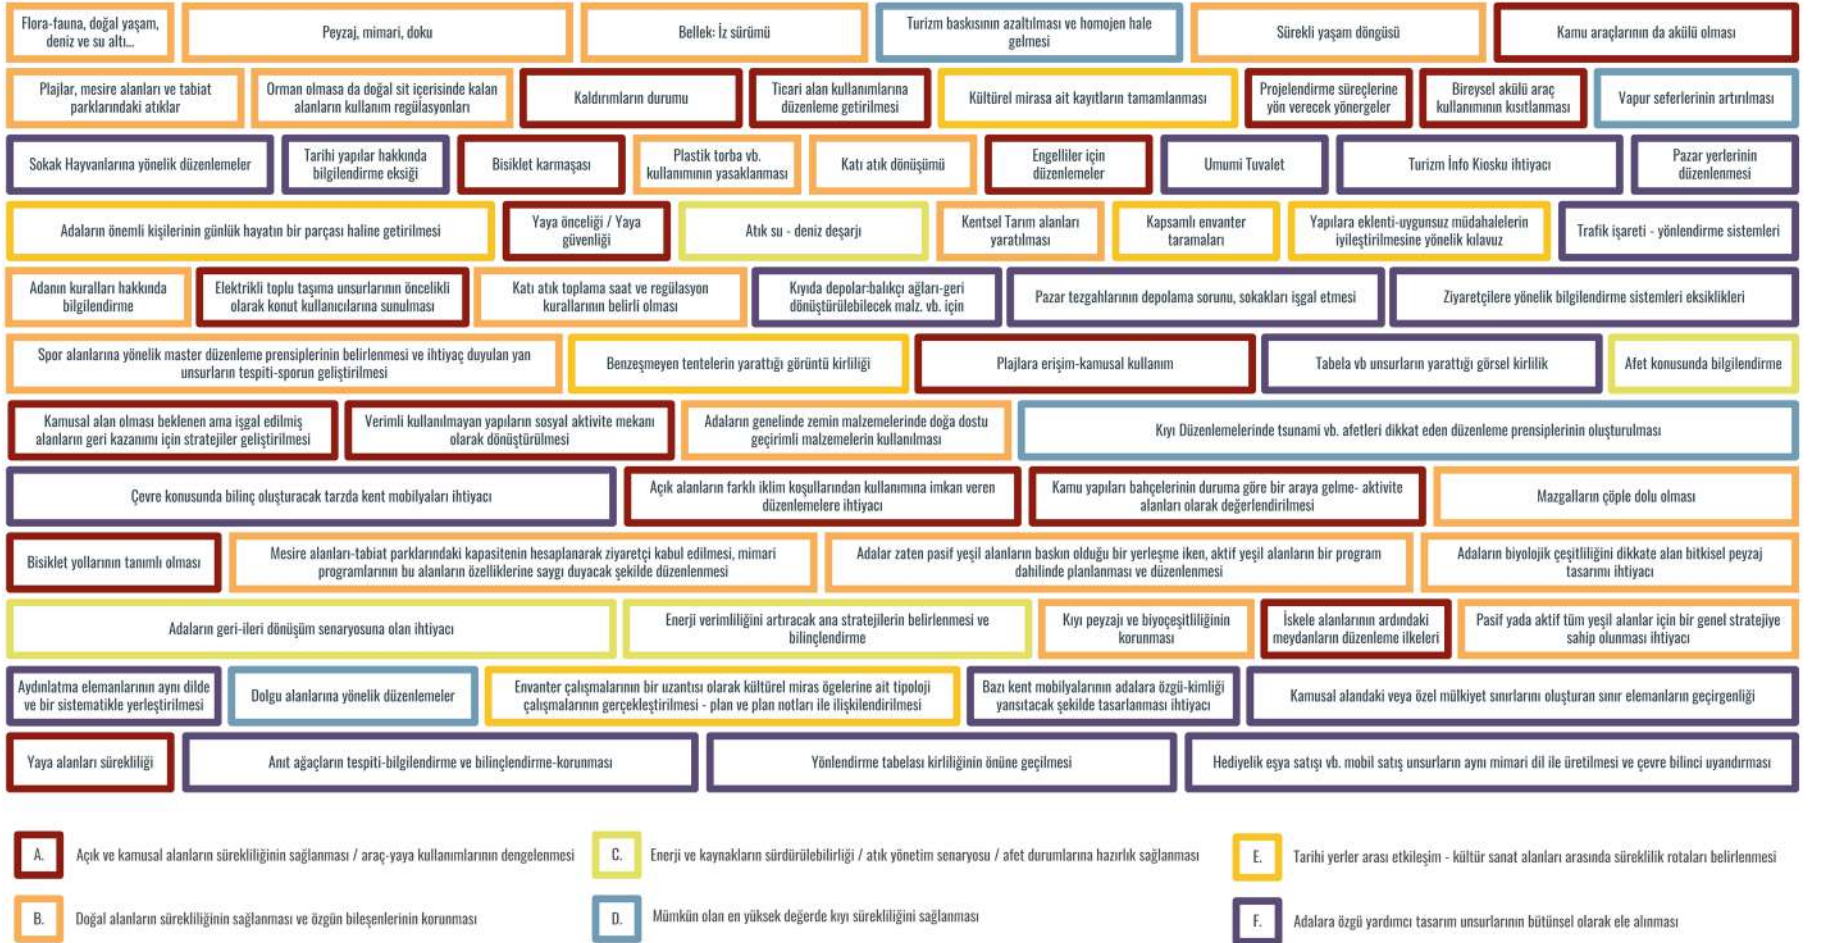 Flora-fauna, doğal yaşam,
deniz ve su altı...
Peyzaj, mimari, doku
Bellek: İz sürümü
Turizm baskısının azaltılması ve homojen hale
gelmesi
Sürekli yaşam döngüsü
Kamu araçlarının da akülü olması
Plajlar, mesire alanları ve tabiat
parklarındaki atıklar
Orman olmasa da doğal sit içerisinde kalan
alanların kullanım regülasyonları
Kaldırımların durumu
Ticari alan kullanımlarına
düzenleme getirilmesi
Kültürel mirasa ait kayıtların tamamlanması
Projelendirme süreçlerine
yön verecek yönergeler
Bireysel akülü araç
kullanımının kısıtlanması
Vapur seferlerinin artırılması
Sokak Hayvanlarına yönelik düzenlemeler
Tarihi yapılar hakkında
bilgilendirme eksiği
Bisiklet karmaşası
Plastik torba vb.
kullanımının yasaklanması
Katı atık dönüşümü
Engelliler için
düzenlemeler
Umumi Tuvalet
Turizm İnfo Kiosku ihtiyacı
Pazar yerlerinin
düzenlenmesi
Adaların önemli kişilerinin günlük hayatın bir parçası haline getirilmesi
Yaya önceliği / Yaya
güvenliği
Atık su - deniz deşarjı
Kentsel Tarım alanları
yaratılması
Kapsamlı envanter
taramaları
Yapılara eklenti-uygunsuz müdahalelerin
iyileştirilmesine yönelik kılavuz
Trafik işareti - yönlendirme sistemleri
Adanın kuralları hakkında
bilgilendirme
Elektrikli toplu taşıma unsurlarının öncelikli
olarak konut kullanıcılarına sunulması
Katı atık toplama saat ve regülasyon
kurallarının belirli olması
Kıyıda depolar:balıkçı ağları-geri
dönüştürülebilecek malz. vb. için
Pazar tezgahlarının depolama sorunu, sokakları işgal etmesi
Ziyaretçilere yönelik bilgilendirme sistemleri eksiklikleri
Spor alanlarına yönelik master düzenleme prensiplerinin belirlenmesi ve ihtiyaç duyulan yan
unsurların tespiti-sporun geliştirilmesi
Benzeşmeyen tentelerin yarattığı görüntü kirliliği
Plajlara erişim-kamusal kullanım
Tabela vb unsurların yarattığı görsel kirlilik
Afet konusunda bilgilendirme
Kamusal alan olması beklenen ama işgal edilmiş
alanların geri kazanımı için stratejiler geliştirilmesi
Verimli kullanılmayan yapıların sosyal aktivite mekanı
olarak dönüştürülmesi
Adaların genelinde zemin malzemelerinde doğa dostu
geçirimli malzemelerin kullanılması
Kıyı Düzenlemelerinde tsunami vb. afetleri dikkat eden düzenleme prensiplerinin oluşturulması
Çevre konusunda bilinç oluşturacak tarzda kent mobilyaları ihtiyacı
Açık alanların farklı iklim koşullarından kullanımına imkan veren
düzenlemelere ihtiyacı
Kamu yapıları bahçelerinin duruma göre bir araya gelme- aktivite
alanları olarak değerlendirilmesi
Mazgalların çöple dolu olması
Bisiklet yollarının tanımlı olması
Mesire alanları-tabiat parklarındaki kapasitenin hesaplanarak ziyaretçi kabul edilmesi, mimari
programlarının bu alanların özelliklerine saygı duyacak şekilde düzenlenmesi
Adalar zaten pasif yeşil alanların baskın olduğu bir yerleşme iken, aktif yeşil alanların bir program
dahilinde planlanması ve düzenlenmesi
Adaların biyolojik çeşitliliğini dikkate alan bitkisel peyzaj
tasarımı ihtiyacı
Adaların geri-ileri dönüşüm senaryosuna olan ihtiyacı
Enerji verimliliğini artıracak ana stratejilerin belirlenmesi ve
bilinçlendirme
Kıyı peyzajı ve biyoçeşitliliğinin
korunması
İskele alanlarının ardındaki
meydanların düzenleme ilkeleri
Pasif yada aktif tüm yeşil alanlar için bir genel stratejiye
sahip olunması ihtiyacı
Aydınlatma elemanlarının aynı dilde
ve bir sistematikle yerleştirilmesi
Dolgu alanlarına yönelik düzenlemeler
Envanter çalışmalarının bir uzantısı olarak kültürel miras ögelerine ait tipoloji
çalışmalarının gerçekleştirilmesi - plan ve plan notları ile ilişkilendirilmesi
Bazı kent mobilyalarının adalara özgü-kimliği
yansıtacak şekilde tasarlanması ihtiyacı
Kamusal alandaki veya özel mülkiyet sınırlarını oluşturan sınır elemanların geçirgenliği
Yaya alanları sürekliliği
Anıt ağaçların tespiti-bilgilendirme ve bilinçlendirme-korunması
Yönlendirme tabelası kirliliğinin önüne geçilmesi
Hediyelik eşya satışı vb. mobil satış unsurların aynı mimari dil ile üretilmesi ve çevre bilinci uyandırması
A. Açık ve kamusal alanların sürekliliğinin sağlanması / araç-yaya kullanımlarının dengelenmesi
C. Enerji ve kaynakların sürdürülebilirliği / atık yönetim senaryosu / afet durumlarına hazırlık sağlanması
E. Tarihi yerler arası etkileşim - kültür sanat alanları arasında süreklilik rotaları belirlenmesi
B. Doğal alanların sürekliliğinin sağlanması ve özgün bileşenlerinin korunması
D. Mümkün olan en yüksek değerde kıyı sürekliliğini sağlanması
F. Adalara özgü yardımcı tasarım unsurlarının bütünsel olarak ele alınması